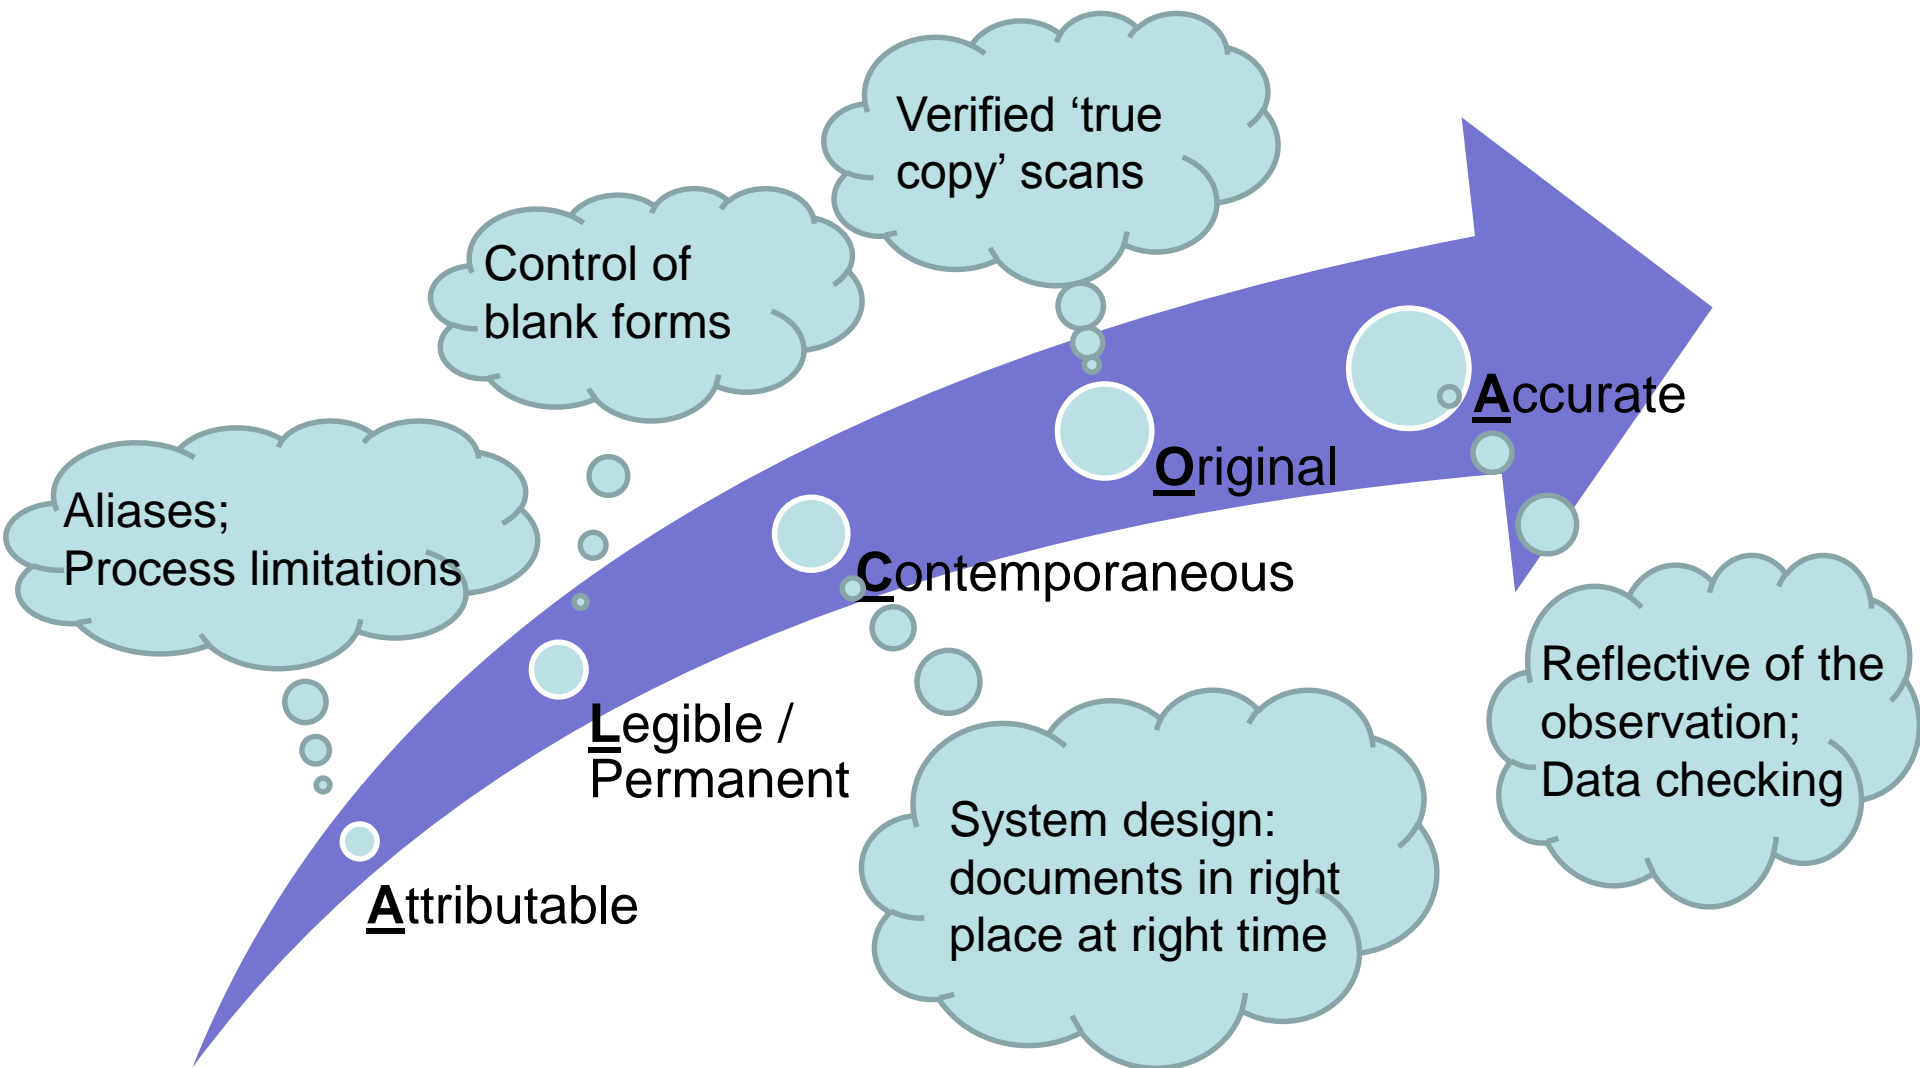 Verified ‘true
copy’ scans
Control of
blank forms
Aliases;
Process limitations
Accurate
Original
Contemporaneous
Legible /
Permanent
Attributable
Reflective of the
observation;
Data checking
System design:
documents in right
place at right time